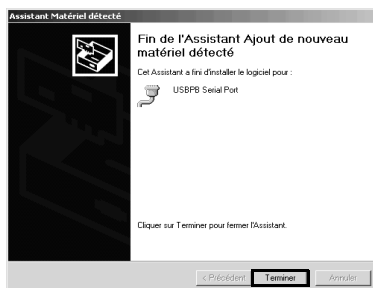 Assistant Matériel détecté
Fin de l'Assistant Ajout de nouveau
matériel détecté
Cet Assistant a fini d'installer le logiciel pour :
USBPB Serial Port
Cliquer sur Terminer pour fermer l'Assistant.
< Précédent
Terminer
Annuler